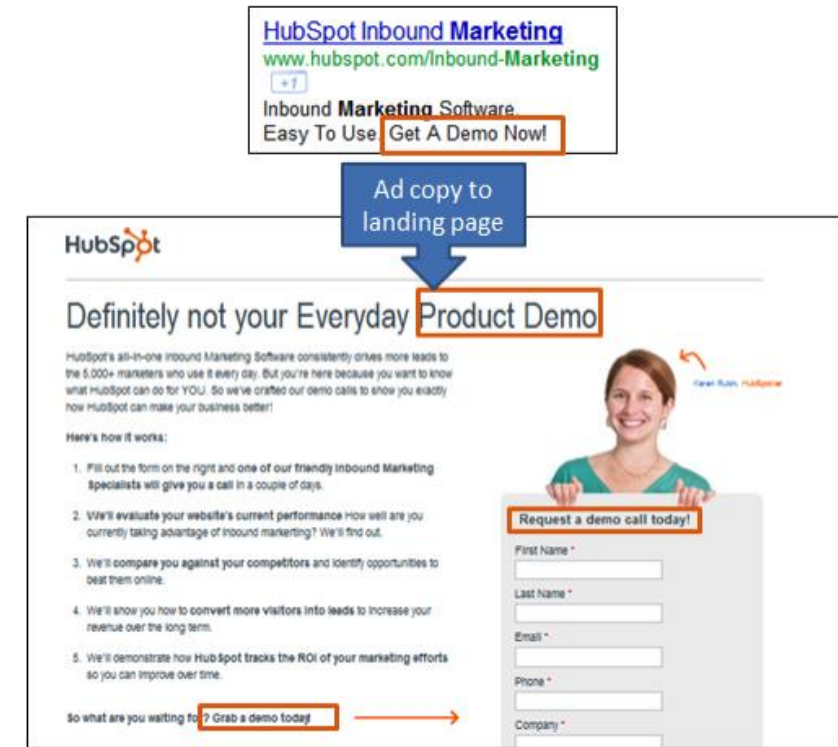 HubSpot Inbound Marketing
www.hubspot.com/Inbound-Marketing
+1
Inbound Marketing Software.
Easy To Use. Get A Demo Now!
Ad copy to
landing page
HubSpot
Definitely not your Everyday Product Demo
HubSpot's all-in-one Inbound Marketing Software consistently drives more leads to
the 5,000+ marketers who use it every day. But you're here because you want to know
what HubSpot can do for YOU. So we've crafted our demo calls to show you exactly
how HubSpot can make your business better!
Karen Rubin, HubSpotter
Here's how it works:
1. Fill out the form on the right and one of our friendly Inbound Marketing
Specialists will give you a call in a couple of days.
2. We'll evaluate your website's current performance How well are you
currently taking advantage of inbound markerting? We'll find out.
3. We'll compare you against your competitors and identify opportunities to
beat them online.
4. We'll show you how to convert more visitors into leads to increase your
revenue over the long term.
5. We'll demonstrate how HubSpot tracks the ROI of your marketing efforts
so you can improve over time.
So what are you waiting for? Grab a demo today!
Request a demo call today!
First Name *
Last Name *
Email *
Phone *
Company *